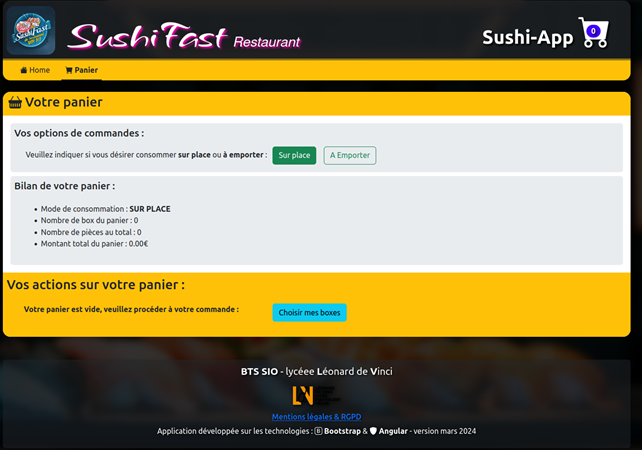 SushiFast
SushiFast Restaurant
Sushi-App 0
Home Panier
Votre panier
Vos options de commandes :
Veuillez indiquer si vous désirer consommer sur place ou à emporter : Sur place A Emporter
Bilan de votre panier :
Mode de consommation : SUR PLACE
Nombre de box du panier : 0
Nombre de pièces au total : 0
Montant total du panier : 0.00€
Vos actions sur votre panier :
Votre panier est vide, veuillez procéder à votre commande : Choisir mes boxes
BTS SIO - lycéee Léonard de Vinci
Mentions légales & RGPD
Application développée sur les technologies : Bootstrap & Angular - version mars 2024